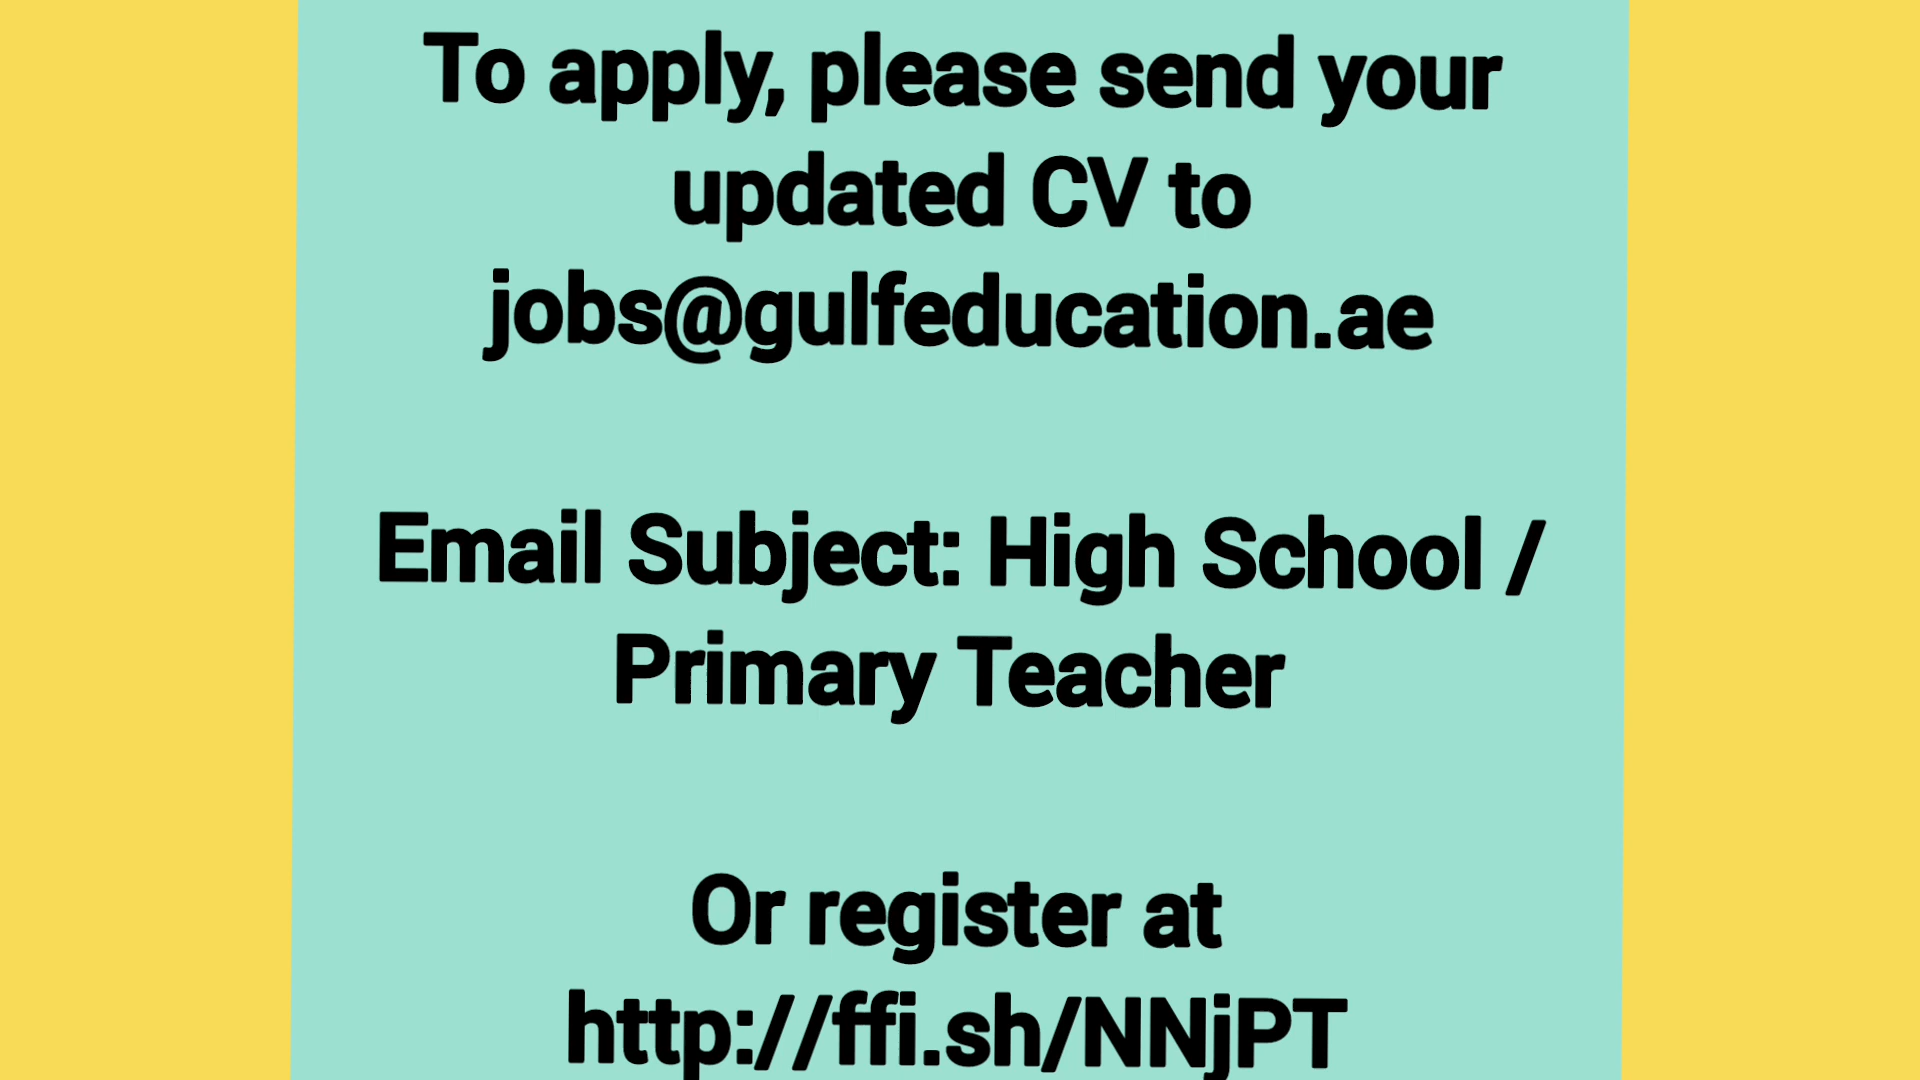 To apply, please send your
updated CV to
jobs@gulfeducation.ae
Email Subject: High School /
Primary Teacher
Or register at
http://ffi.sh/NNjPT